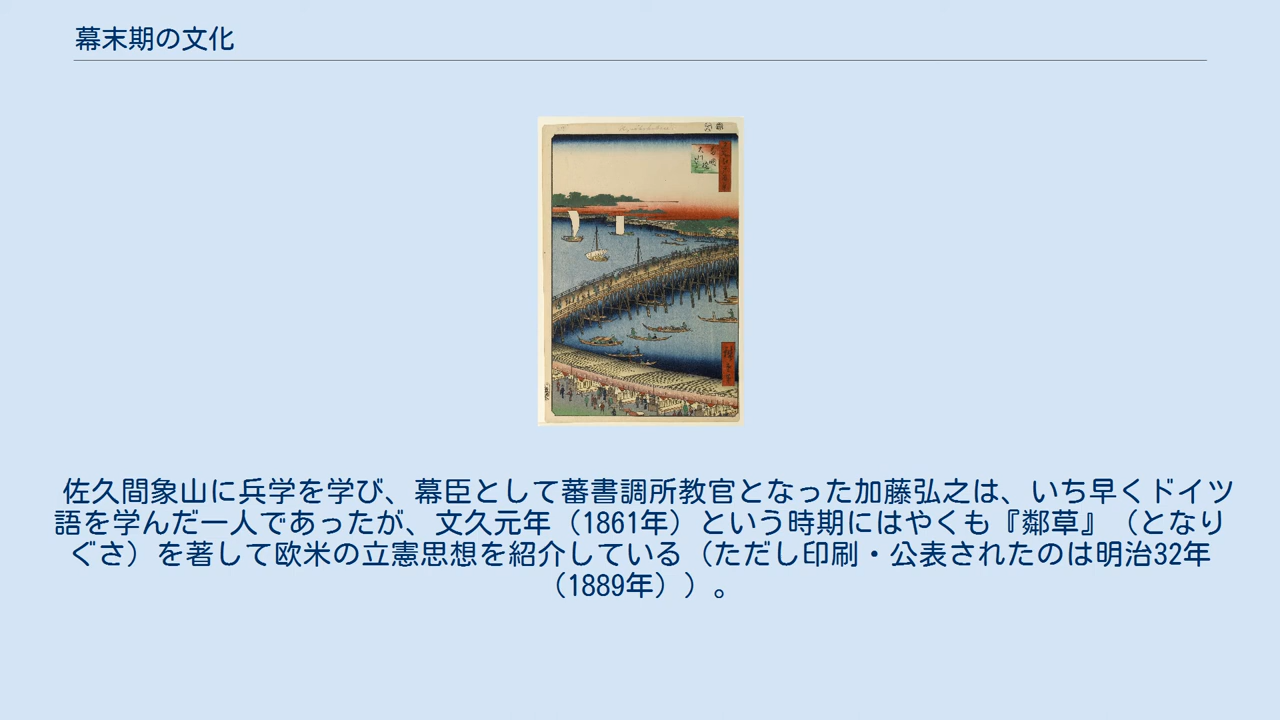 幕末期の文化
佐久間象山に兵学を学び、幕臣として蕃書調所教官となった加藤弘之は、いち早くドイツ
語を学んだ一人であったが、文久元年（1861年）という時期にはやくも『鄰草』（となり
ぐさ）を著して欧米の立憲思想を紹介している（ただし印刷・公表されたのは明治32年
（1889年））。